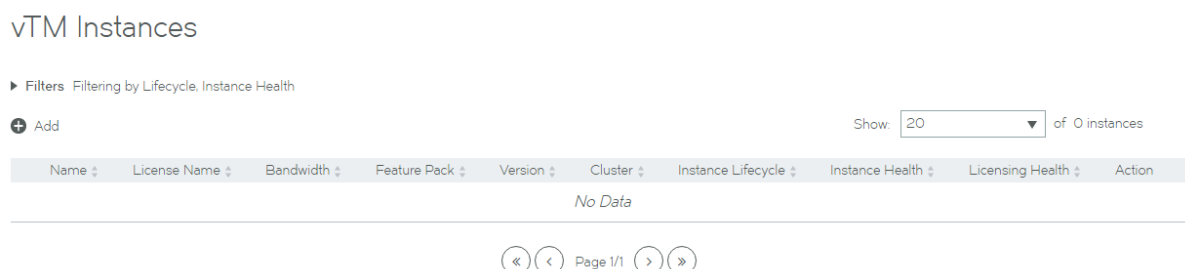 vTM Instances
Filters Filtering by Lifecycle, Instance Health
Add Show: 20 of 0 instances
Name License Name Bandwidth Feature Pack Version Cluster Instance Lifecycle Instance Health Licensing Health Action
No Data
Page 1/1